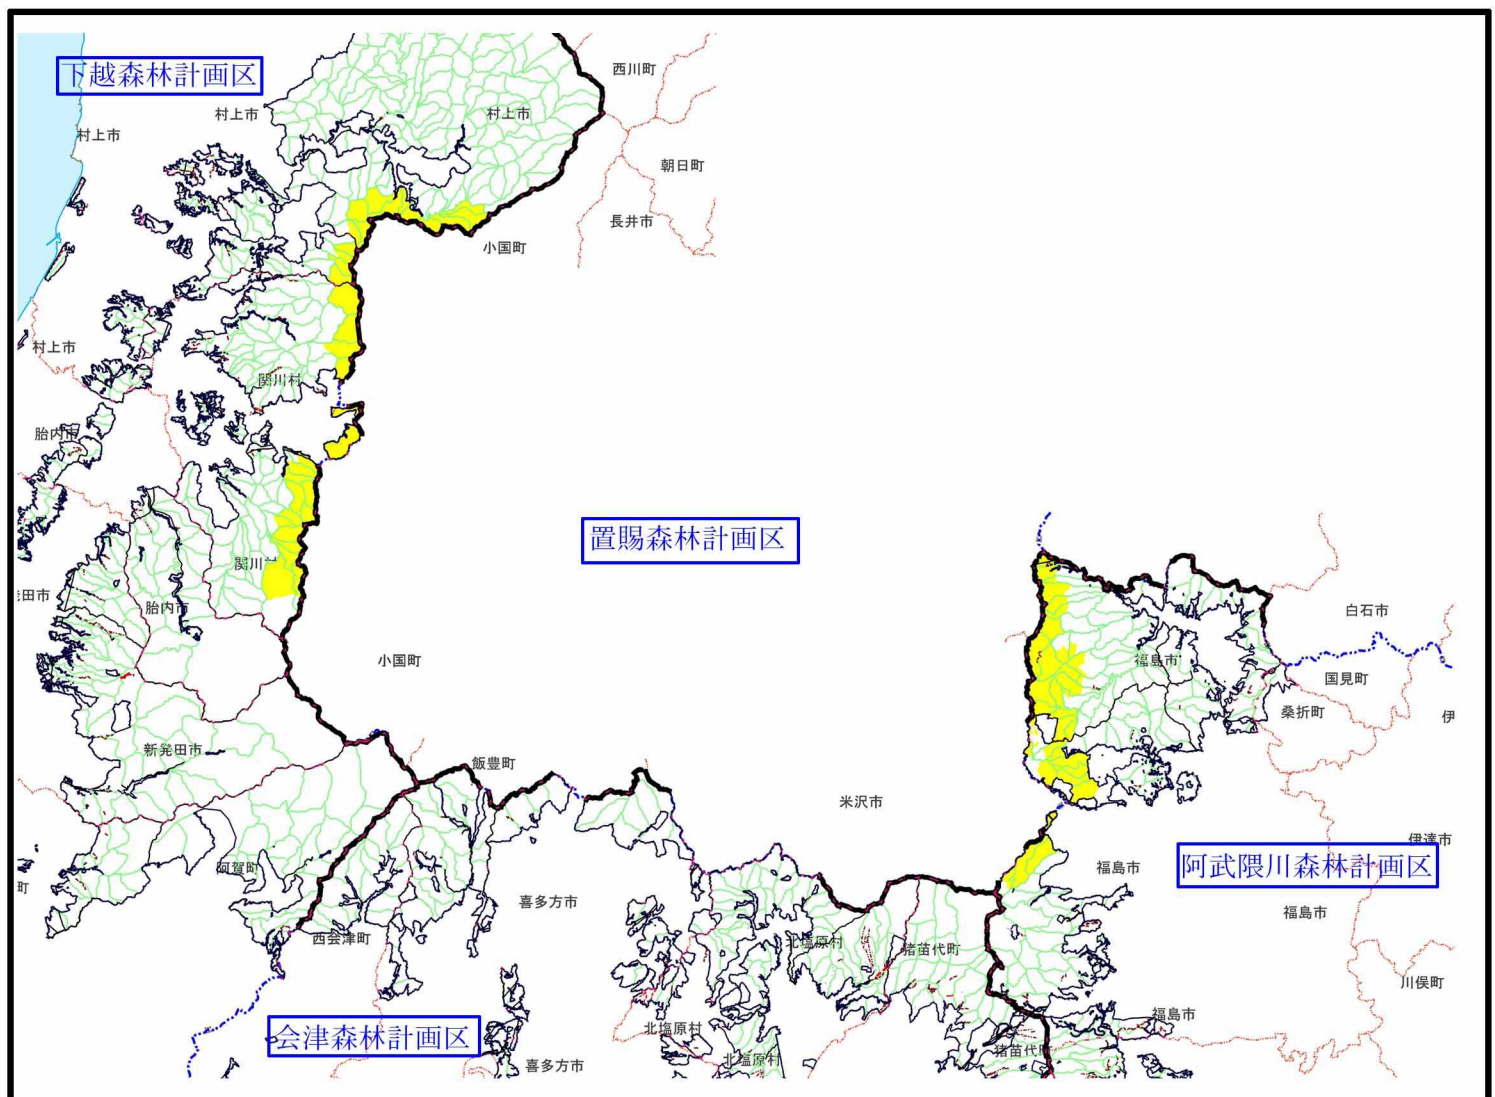 下越森林計画区
西川町
村上市
村上市
村上市
朝日町
長井市
小国町
村上市
関川村
胎内市
置賜森林計画区
関川村
田市
胎内市
白石市
小国町
福島市
国見町
桑折町
伊
新発田市
飯豊町
米沢市
伊達市
阿賀町
福島市
阿武隈川森林計画区
町
喜多方市
福島市
西会津町
北塩原村
猪苗代町
川俣町
福島市
会津森林計画区
北塩原村
猪苗代町
北塩原村
喜多方市